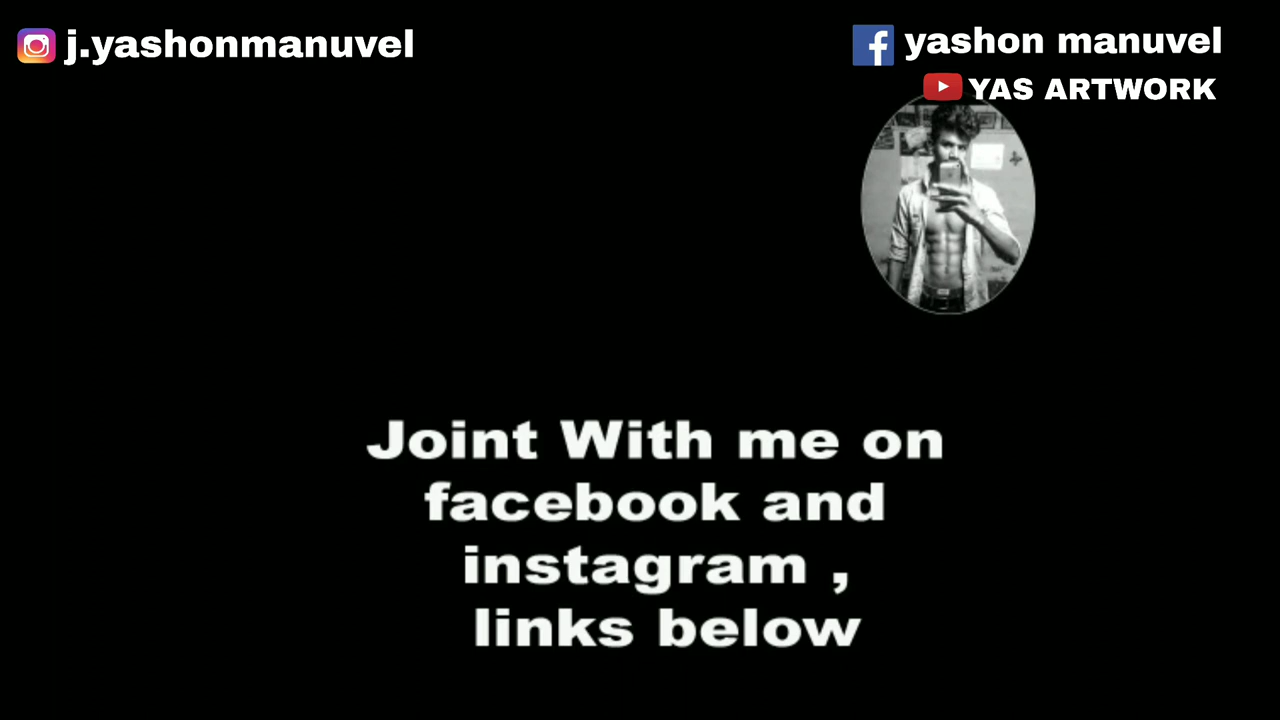 j.yashonmanuvel
yashon manuvel
YAS ARTWORK
Joint With me on
facebook and
instagram ,
links below